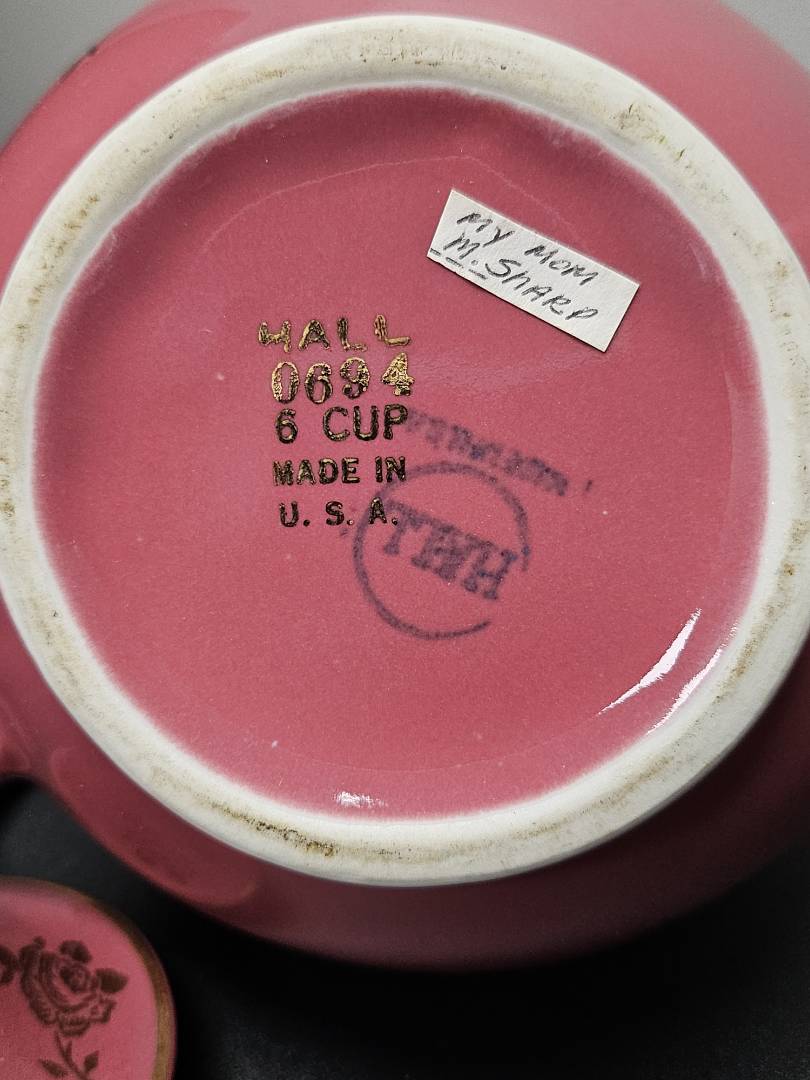 MY MOM
M. SHARP
HALL
0694
6 CUP
MADE IN
U. S. A.
HALL